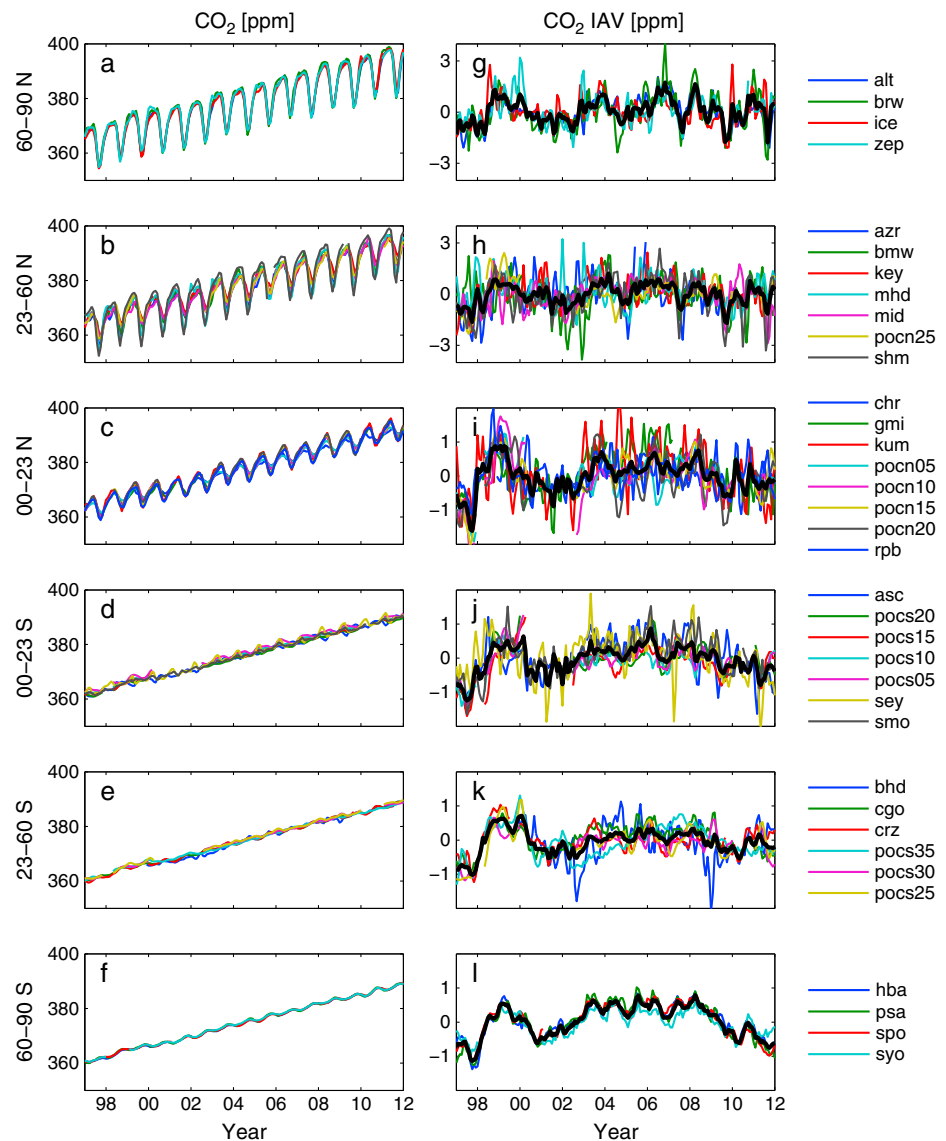 CO2 [ppm]
CO2 IAV [ppm]
60−90 N
400
380
360
a
3
0
−3
g
alt
brw
ice
zep
23−60 N
400
380
360
b
3
0
−3
h
azr
bmw
key
mhd
mid
pocn25
shm
00−23 N
400
380
360
c
1
0
−1
i
chr
gmi
kum
pocn05
pocn10
pocn15
pocn20
rpb
00−23 S
400
380
360
d
1
0
−1
j
asc
pocs20
pocs15
pocs10
pocs05
sey
smo
23−60 S
400
380
360
e
1
0
−1
k
bhd
cgo
crz
pocs35
pocs30
pocs25
60−90 S
400
380
360
f
1
0
−1
l
hba
psa
spo
syo
98 00 02 04 06 08 10 12
98 00 02 04 06 08 10 12
Year
Year